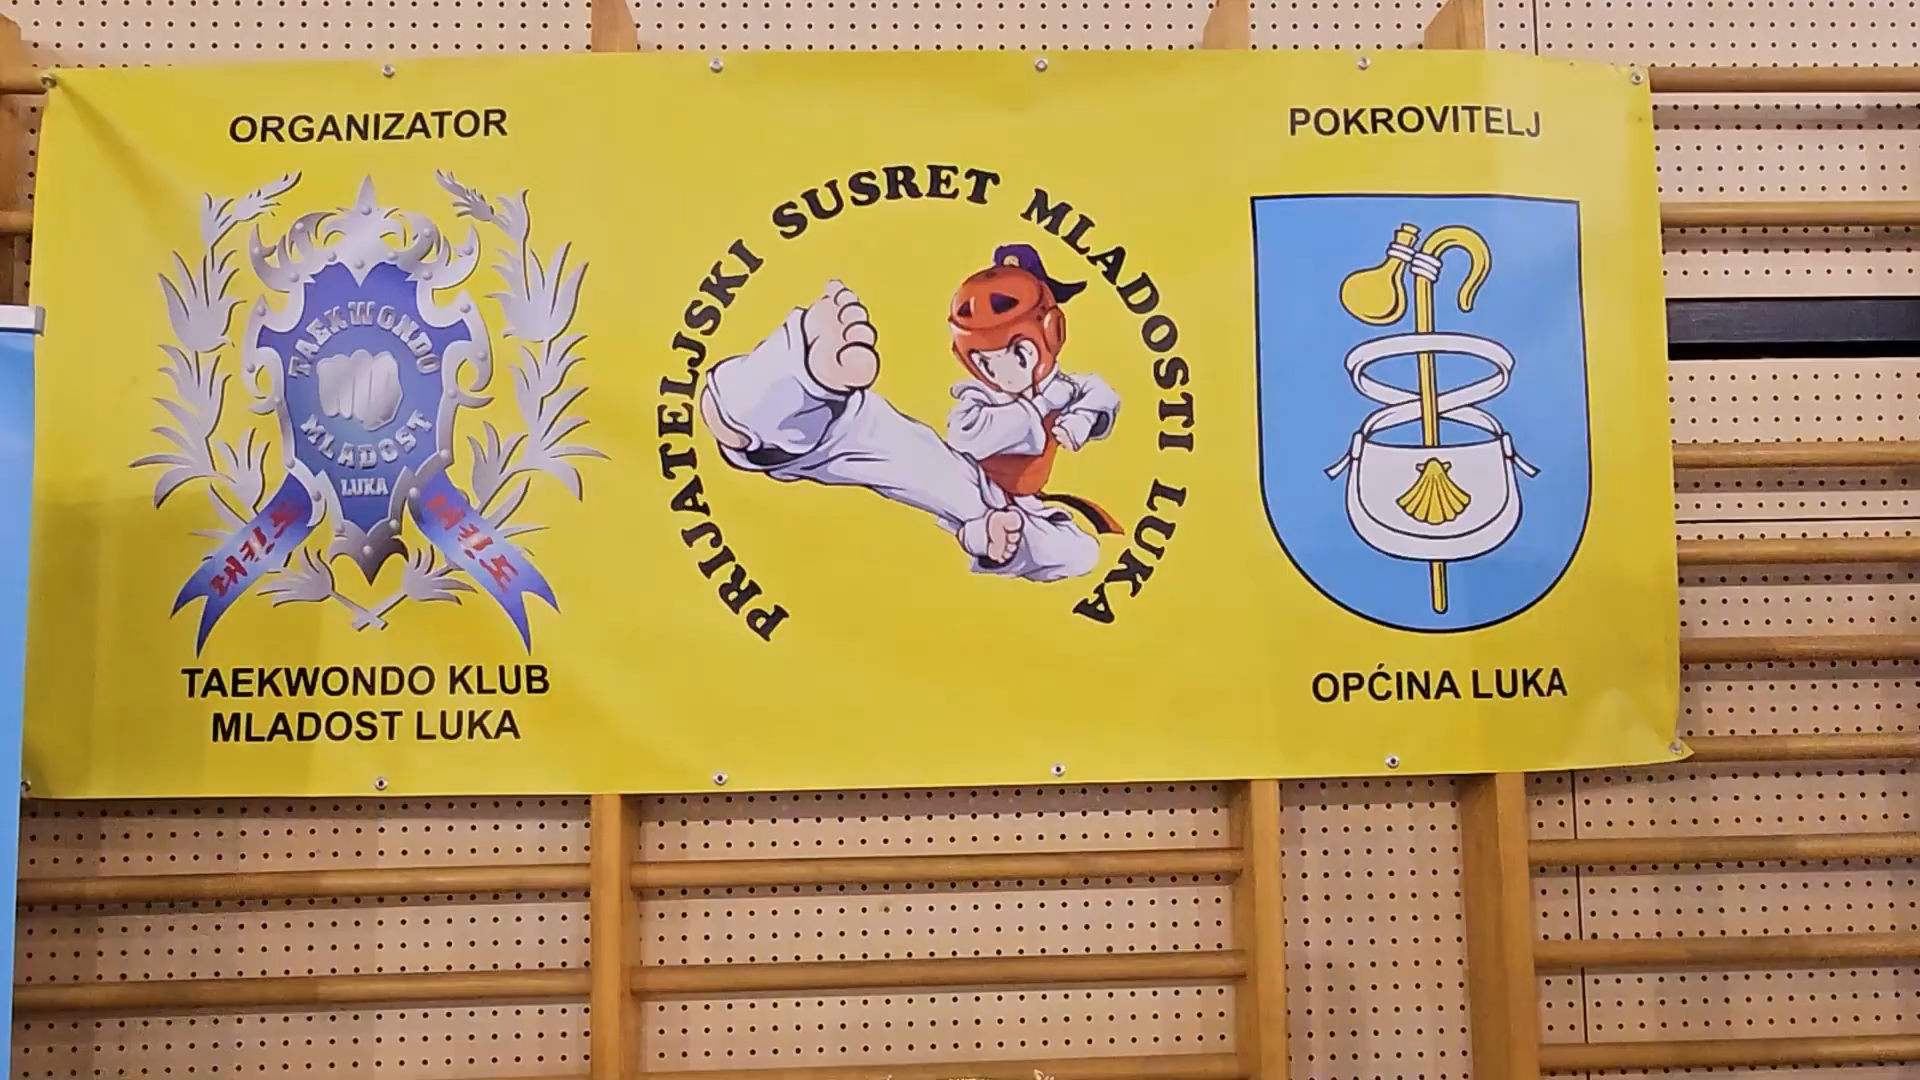 ORGANIZATOR
TAEKWONDO
MLADOST
LUKA
TAEKWONDO KLUB
MLADOST LUKA
PRIJATELJSKI SUSRET MLADOSTI LUKA
POKROVITELJ
OPĆINA LUKA